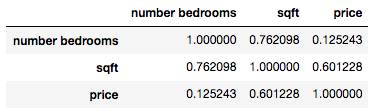 number bedrooms sqft price
number bedrooms 1.000000 0.762098 0.125243
sqft 0.762098 1.000000 0.601228
price 0.125243 0.601228 1.000000